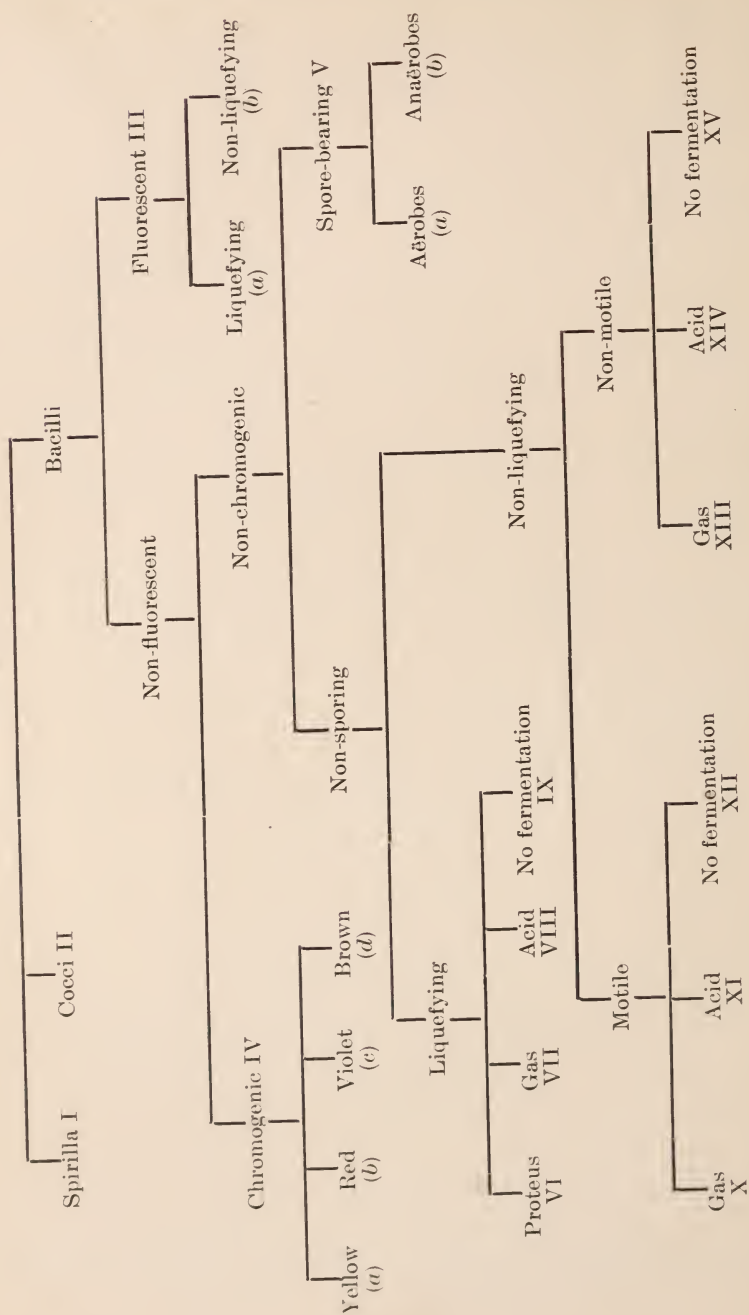 Spirilla I
Cocci II
Bacilli
Non-fluorescent
Fluorescent III
Liquefying
(a)
Non-liquefying
(b)
Chromogenic IV
Non-chromogenic
Yellow
(a)
Red
(b)
Violet
(c)
Brown
(d)
Non-sporing
Spore-bearing V
Aërobes
(a)
Anaërobes
(b)
Liquefying
Non-liquefying
Proteus
VI
Gas
VII
Acid
VIII
No fermentation
IX
Motile
Non-motile
Gas
X
Acid
XI
No fermentation
XII
Gas
XIII
Acid
XIV
No fermentation
XV